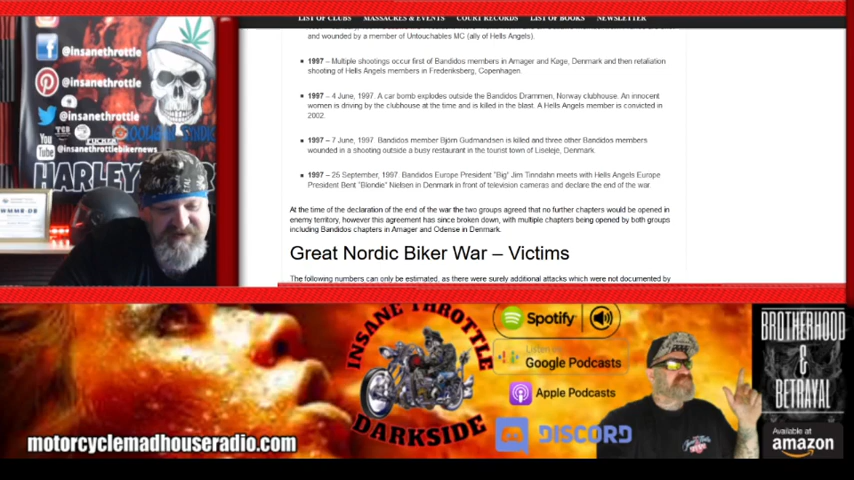 LIST OF CLUBS MASSACRES & EVENTS COURT RECORDS LIST OF BOOKS NEWSLETTER
and wounded by a member of Untouchables MC (ally of Hells Angels).
1997 – Multiple shootings occur first of Bandidos members in Amager and Køge, Denmark and then retaliation
shooting of Hells Angels members in Frederiksberg, Copenhagen.
1997 – 4 June, 1997. A car bomb explodes outside the Bandidos Drammen, Norway clubhouse. An innocent
women is driving by the clubhouse at the time and is killed in the blast. A Hells Angels member is convicted in
2002.
1997 – 7 June, 1997. Bandidos member Björn Gudmandsen is killed and three other Bandidos members
wounded in a shooting outside a busy restaurant in the tourist town of Liseleje, Denmark.
1997 – 25 September, 1997. Bandidos Europe President "Big" Jim Tinndahn meets with Hells Angels Europe
President Bent "Blondie" Nielsen in Denmark in front of television cameras and declare the end of the war.
At the time of the declaration of the end of the war the two groups agreed that no further chapters would be opened in
enemy territory, however this agreement has since broken down, with multiple chapters being opened by both groups
including Bandidos chapters in Amager and Odense in Denmark.
Great Nordic Biker War – Victims
The following numbers can only be estimated, as there were surely additional attacks which were not documented by
@insanethrottle
@insanethrottle
@insanethrottle
You
Tube
@insanethrottlebikernews
HARLEY
INSANE THROTTLE
DARKSIDE
Spotify
Listen on
Google Podcasts
Apple Podcasts
DISCORD
BROTHERHOOD
&
BETRAYAL
Available at
amazon
motorcyclemadhouseradio.com